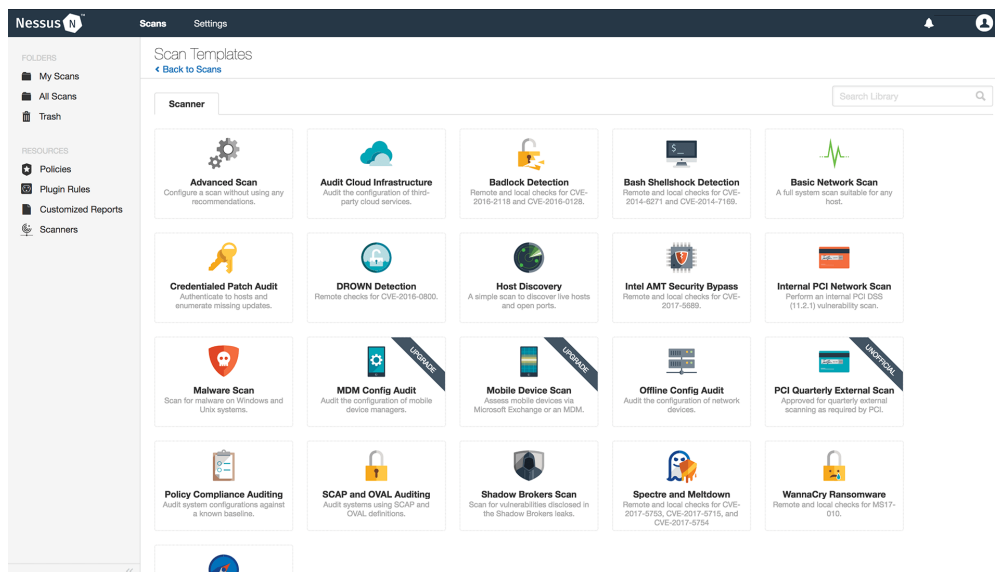 Nessus N ™
Scans
Settings
FOLDERS
My Scans
All Scans
Trash
RESOURCES
Policies
Plugin Rules
Customized Reports
Scanners
Scan Templates
Back to Scans
Scanner
Search Library
Advanced Scan
Configure a scan without using any
recommendations.
Audit Cloud Infrastructure
Audit the configuration of third-
party cloud services.
Badlock Detection
Remote and local checks for CVE-
2016-2118 and CVE-2016-0128.
$_
Bash Shellshock Detection
Remote and local checks for CVE-
2014-6271 and CVE-2014-7169.
Basic Network Scan
A full system scan suitable for any
host.
Credentialed Patch Audit
Authenticate to hosts and
enumerate missing updates.
DROWN Detection
Remote checks for CVE-2016-0800.
Host Discovery
A simple scan to discover live hosts
and open ports.
Intel AMT Security Bypass
Remote and local checks for CVE-
2017-5689.
Internal PCI Network Scan
Perform an internal PCI DSS
(11.2.1) vulnerability scan.
Malware Scan
Scan for malware on Windows and
Unix systems.
UPGRADE
MDM Config Audit
Audit the configuration of mobile
device managers.
UPGRADE
Mobile Device Scan
Assess mobile devices via
Microsoft Exchange or an MDM.
Offline Config Audit
Audit the configuration of network
devices.
UNOFFICIAL
PCI Quarterly External Scan
Approved for quarterly external
scanning as required by PCI.
Policy Compliance Auditing
Audit system configurations against
a known baseline.
SCAP and OVAL Auditing
Audit systems using SCAP and
OVAL definitions.
Shadow Brokers Scan
Scan for vulnerabilities disclosed in
the Shadow Brokers leaks.
Spectre and Meltdown
Remote and local checks for CVE-
2017-5753, CVE-2017-5715, and
CVE-2017-5754
WannaCry Ransomware
Remote and local checks for MS17-
010.